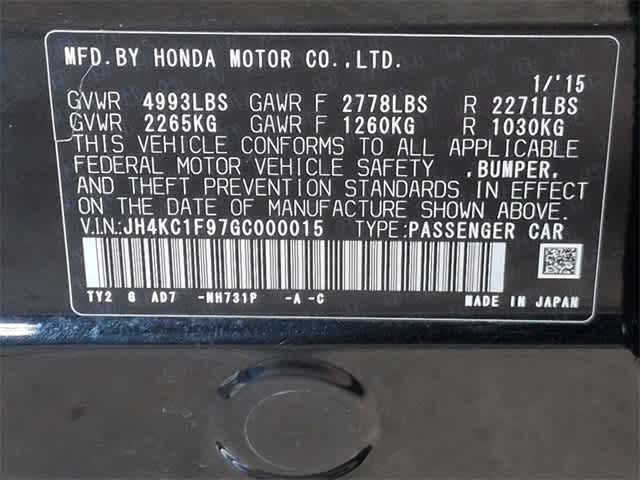 MFD.BY HONDA MOTOR CO.,LTD.
1/'15
GVWR 4993LBS GAWR F 2778LBS R 2271LBS
GVWR 2265KG GAWR F 1260KG R 1030KG
THIS VEHICLE CONFORMS TO ALL APPLICABLE
FEDERAL MOTOR VEHICLE SAFETY ,BUMPER,
AND THEFT PREVENTION STANDARDS IN EFFECT
ON THE DATE OF MANUFACTURE SHOWN ABOVE.
V.I.N:JH4KC1F97GC000015 TYPE:PASSENGER CAR
TY2 G AD7 -NH731P -A -C MADE IN JAPAN